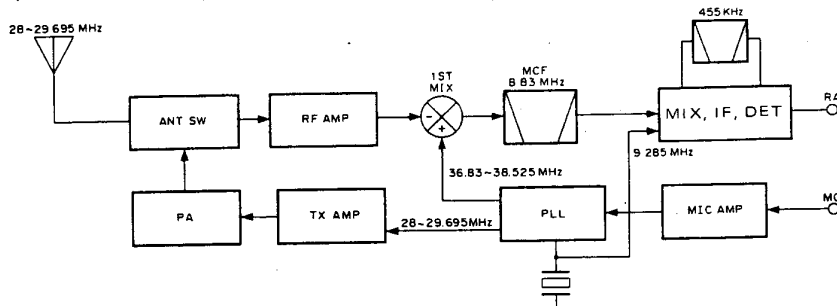 28~29.695 MHz
455 KHz
1ST
MIX
MCF
8.83 MHz
ANT SW
RF AMP
-
+
MIX, IF, DET
RA
9.285 MHz
36.83~38.525 MHz
PA
TX AMP
28~29.695MHz
PLL
MIC AMP